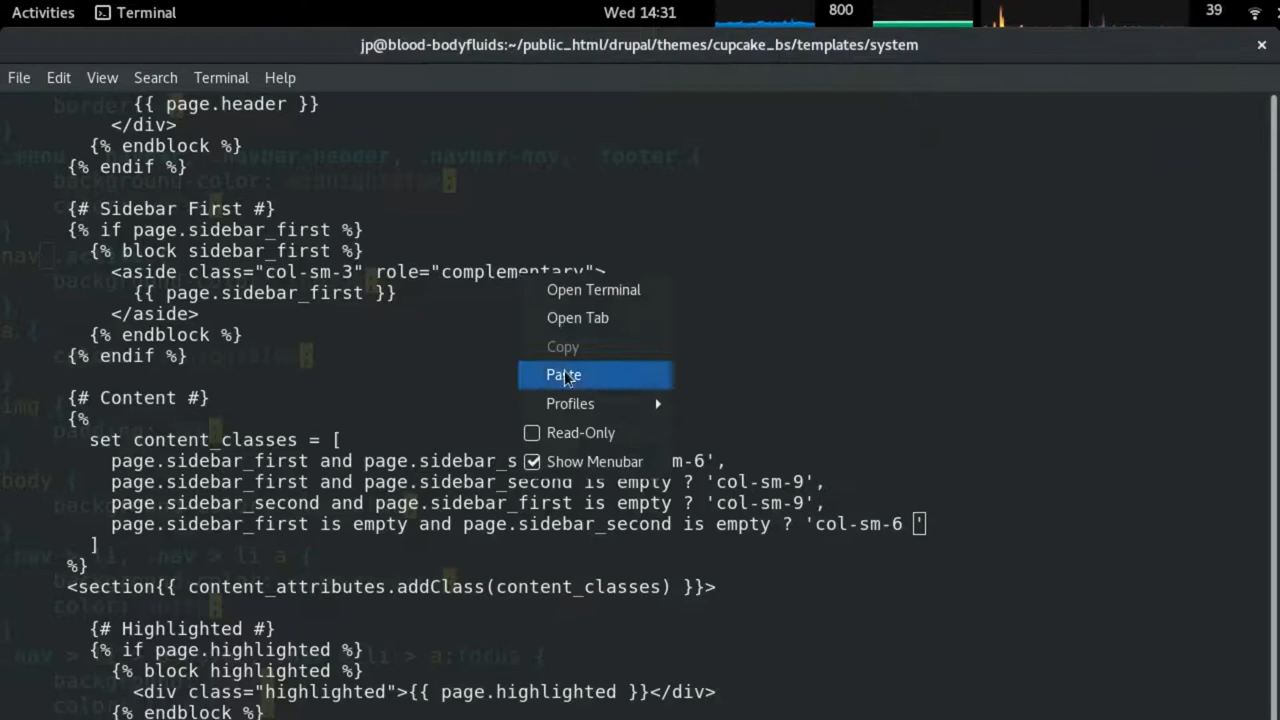 Activities Terminal Wed 14:31 800 39
jp@blood-bodyfluids:~/public_html/drupal/themes/cupcake_bs/templates/system ×
File Edit View Search Terminal Help
{{ page.header }}
</div>
{% endblock %}
{% endif %}
{# Sidebar First #}
{% if page.sidebar_first %}
{% block sidebar_first %}
<aside class="col-sm-3" role="complementary">
{{ page.sidebar_first }}
</aside>
{% endblock %}
{% endif %}
Open Terminal
Open Tab
Copy
Paste
Profiles
Read-Only
Show Menubar
{# Content #}
{%
set content_classes = [
page.sidebar_first and page.sidebar_s m-6',
page.sidebar_first and page.sidebar_second is empty ? 'col-sm-9',
page.sidebar_second and page.sidebar_first is empty ? 'col-sm-9',
page.sidebar_first is empty and page.sidebar_second is empty ? 'col-sm-6 '
]
%}
<section{{ content_attributes.addClass(content_classes) }}>
{# Highlighted #}
{% if page.highlighted %}
{% block highlighted %}
<div class="highlighted">{{ page.highlighted }}</div>
{% endblock %}